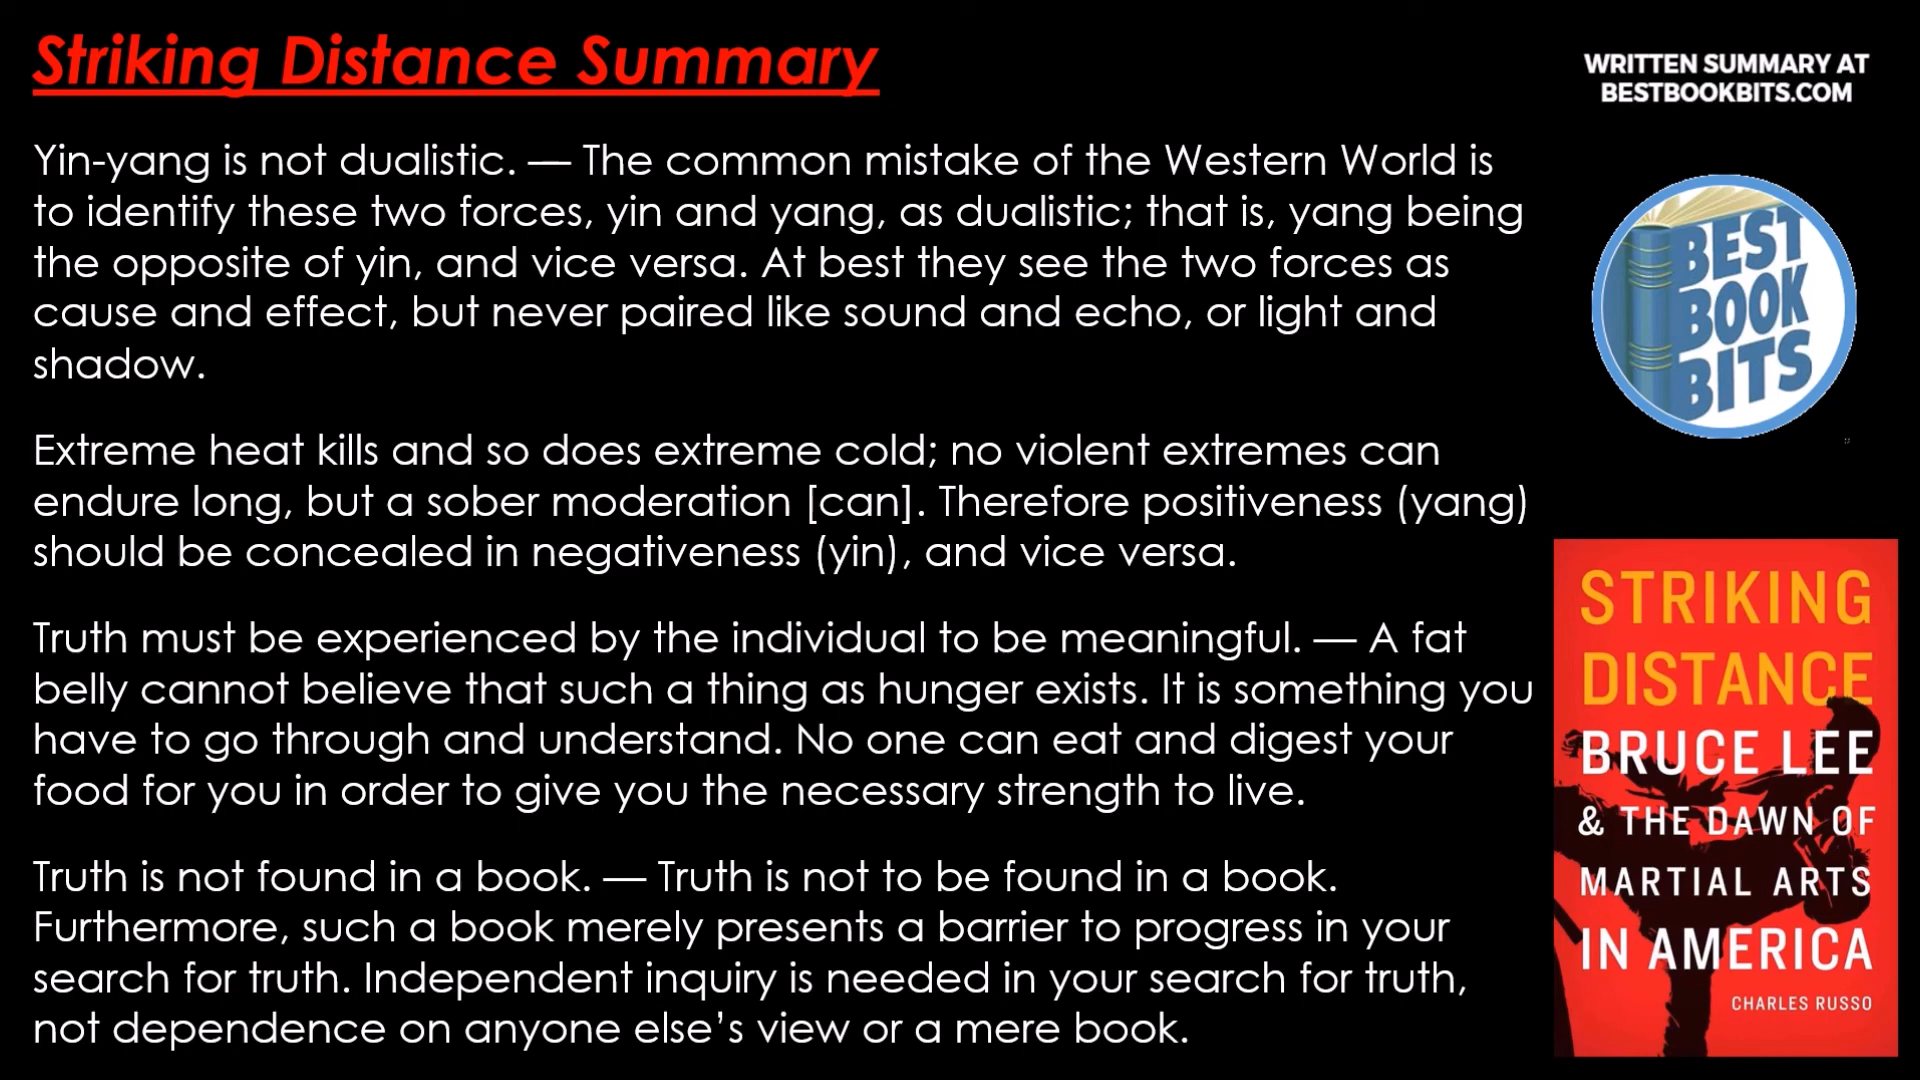 Striking Distance Summary
WRITTEN SUMMARY AT
BESTBOOKBITS.COM
Yin-yang is not dualistic. — The common mistake of the Western World is
to identify these two forces, yin and yang, as dualistic; that is, yang being
the opposite of yin, and vice versa. At best they see the two forces as
cause and effect, but never paired like sound and echo, or light and
shadow.
Extreme heat kills and so does extreme cold; no violent extremes can
endure long, but a sober moderation [can]. Therefore positiveness (yang)
should be concealed in negativeness (yin), and vice versa.
Truth must be experienced by the individual to be meaningful. — A fat
belly cannot believe that such a thing as hunger exists. It is something you
have to go through and understand. No one can eat and digest your
food for you in order to give you the necessary strength to live.
Truth is not found in a book. — Truth is not to be found in a book.
Furthermore, such a book merely presents a barrier to progress in your
search for truth. Independent inquiry is needed in your search for truth,
not dependence on anyone else’s view or a mere book.
BEST
BOOK
BITS
STRIKING
DISTANCE
BRUCE LEE
& THE DAWN OF
MARTIAL ARTS
IN AMERICA
CHARLES RUSSO